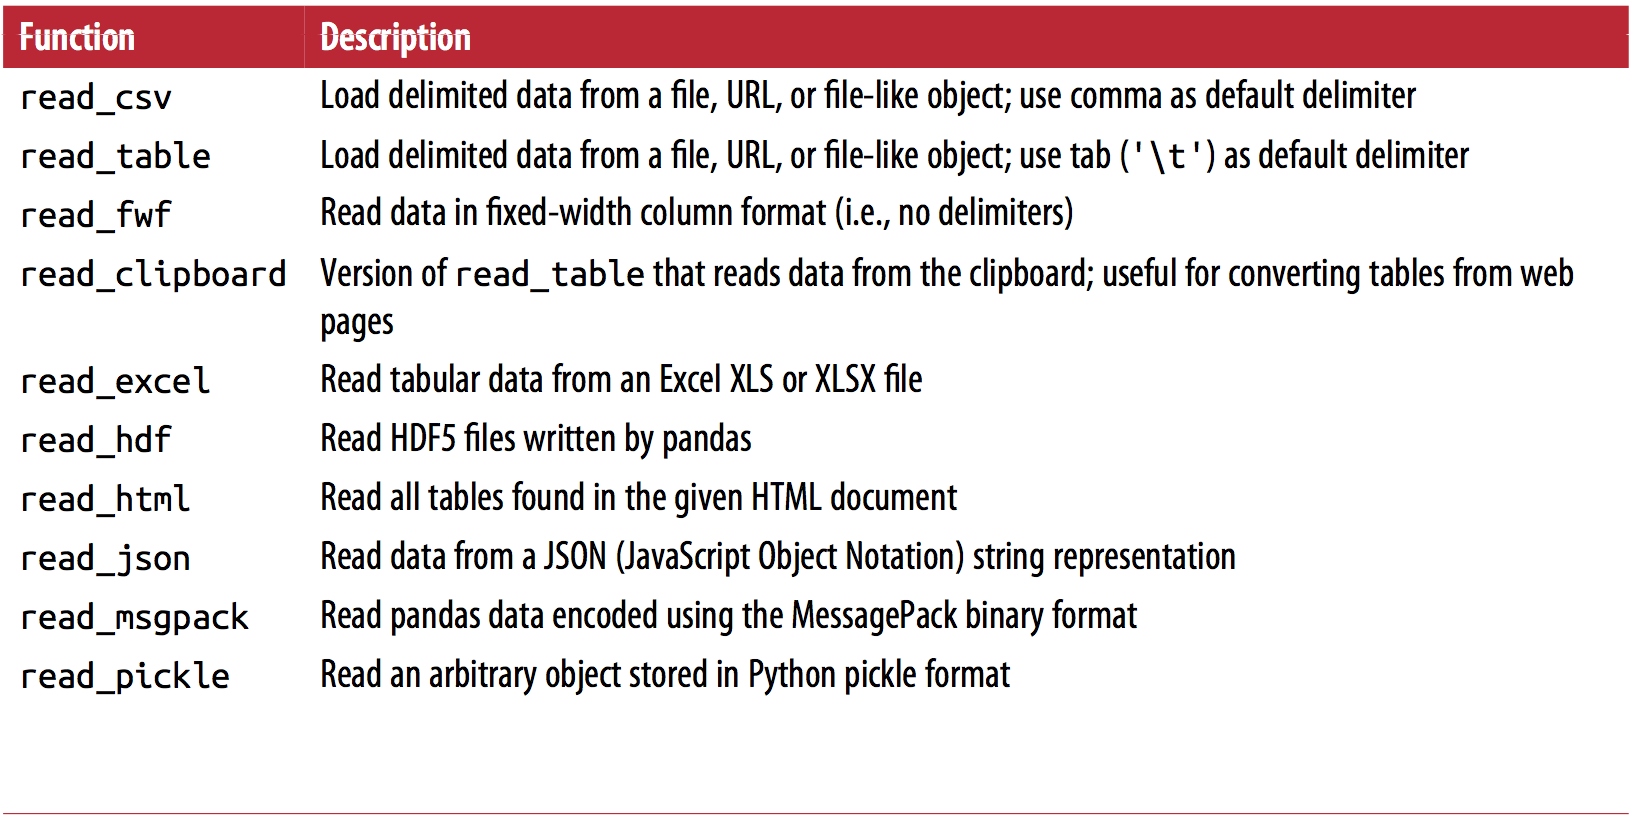 Function Description
read_csv Load delimited data from a file, URL, or file-like object; use comma as default delimiter
read_table Load delimited data from a file, URL, or file-like object; use tab ('\t') as default delimiter
read_fwf Read data in fixed-width column format (i.e., no delimiters)
read_clipboard Version of read_table that reads data from the clipboard; useful for converting tables from web
pages
read_excel Read tabular data from an Excel XLS or XLSX file
read_hdf Read HDF5 files written by pandas
read_html Read all tables found in the given HTML document
read_json Read data from a JSON (JavaScript Object Notation) string representation
read_msgpack Read pandas data encoded using the MessagePack binary format
read_pickle Read an arbitrary object stored in Python pickle format